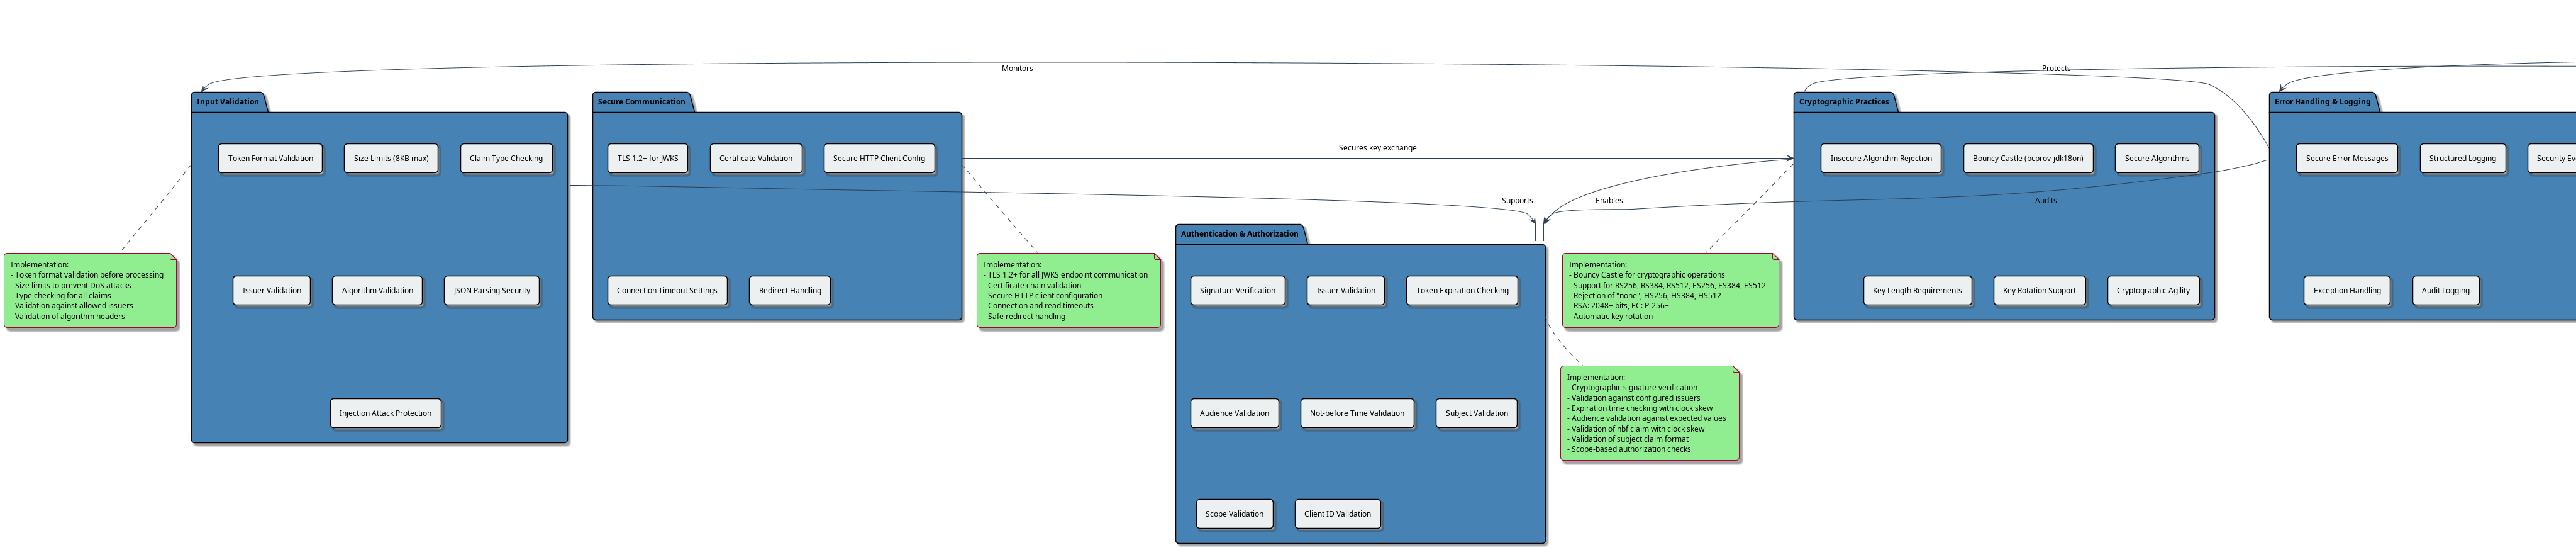 Monitors
Protects
Input Validation
Token Format Validation
Size Limits (8KB max)
Claim Type Checking
Issuer Validation
Algorithm Validation
JSON Parsing Security
Injection Attack Protection
Implementation:
- Token format validation before processing
- Size limits to prevent DoS attacks
- Type checking for all claims
- Validation against allowed issuers
- Validation of algorithm headers
Secure Communication
TLS 1.2+ for JWKS
Certificate Validation
Secure HTTP Client Config
Connection Timeout Settings
Redirect Handling
Implementation:
- TLS 1.2+ for all JWKS endpoint communication
- Certificate chain validation
- Secure HTTP client configuration
- Connection and read timeouts
- Safe redirect handling
Secures key exchange
Supports
Enables
Audits
Authentication & Authorization
Signature Verification
Issuer Validation
Token Expiration Checking
Audience Validation
Not-before Time Validation
Subject Validation
Scope Validation
Client ID Validation
Implementation:
- Cryptographic signature verification
- Validation against configured issuers
- Expiration time checking with clock skew
- Audience validation against expected values
- Validation of nbf claim with clock skew
- Validation of subject claim format
- Scope-based authorization checks
Cryptographic Practices
Insecure Algorithm Rejection
Bouncy Castle (bcprov-jdk18on)
Secure Algorithms
Key Length Requirements
Key Rotation Support
Cryptographic Agility
Implementation:
- Bouncy Castle for cryptographic operations
- Support for RS256, RS384, RS512, ES256, ES384, ES512
- Rejection of "none", HS256, HS384, HS512
- RSA: 2048+ bits, EC: P-256+
- Automatic key rotation
Error Handling & Logging
Secure Error Messages
Structured Logging
Security Ev
Exception Handling
Audit Logging